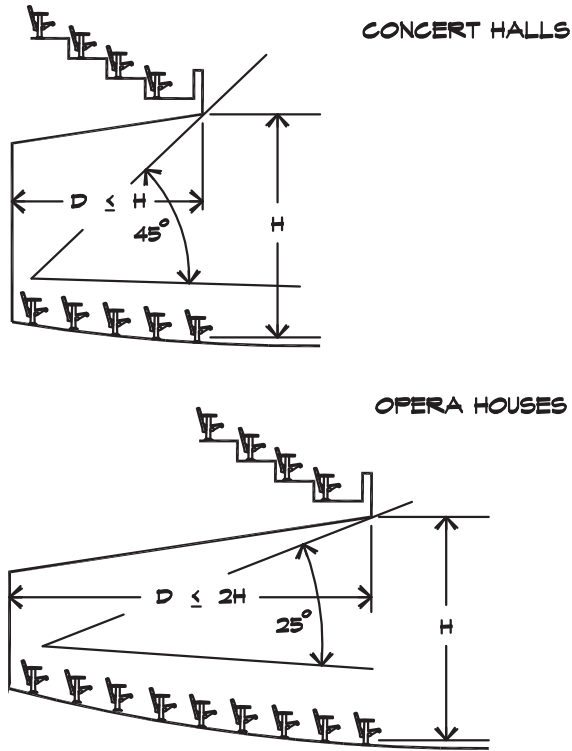 CONCERT HALLS
D ≤ H
H
45°
OPERA HOUSES
D ≤ 2H
25°
H